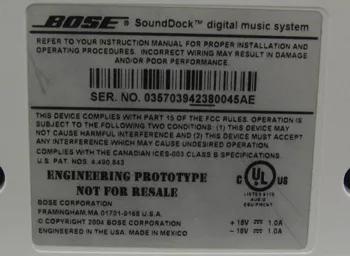 BOSE ® SoundDock™ digital music system
REFER TO YOUR INSTRUCTION MANUAL FOR PROPER INSTALLATION AND
OPERATING PROCEDURES. INCORRECT WIRING MAY RESULT IN DAMAGE
AND/OR POOR PERFORMANCE.
SER. NO. 035703942380045AE
THIS DEVICE COMPLIES WITH PART 15 OF THE FCC RULES. OPERATION IS
SUBJECT TO THE FOLLOWING TWO CONDITIONS: (1) THIS DEVICE MAY
NOT CAUSE HARMFUL INTERFERENCE AND (2) THIS DEVICE MUST ACCEPT
ANY INTERFERENCE WHICH MAY CAUSE UNDESIRED OPERATION.
COMPLIES WITH THE CANADIAN ICES-003 CLASS B SPECIFICATIONS.
U.S. PAT. NOS. 4,490,843
ENGINEERING PROTOTYPE
NOT FOR RESALE
C UL US
LISTED
AUDIO
EQUIPMENT
BOSE CORPORATION
FRAMINGHAM, MA 01701-9168 U.S.A.
© COPYRIGHT 2004 BOSE CORPORATION
ENGINEERED IN THE USA. MADE IN MEXICO
+ 18V ⎓ 1.0A
- 18V ⎓ 1.0A